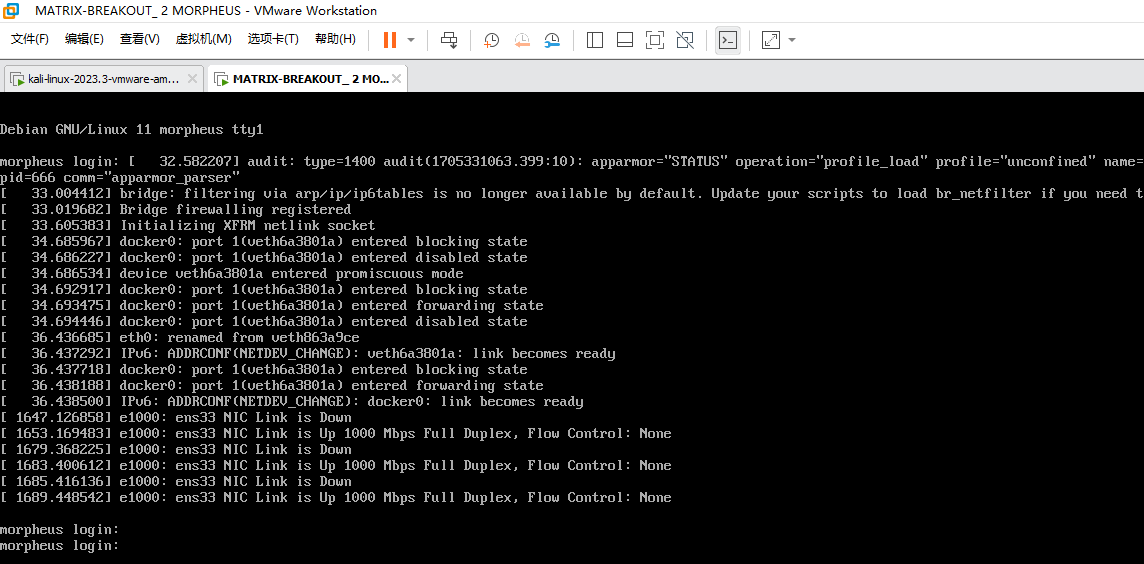 MATRIX-BREAKOUT_ 2 MORPHEUS - VMware Workstation
文件(F) 编辑(E) 查看(V) 虚拟机(M) 选项卡(T) 帮助(H)
kali-linux-2023.3-vmware-am... MATRIX-BREAKOUT_ 2 MO...
Debian GNU/Linux 11 morpheus tty1
morpheus login: [   32.582207] audit: type=1400 audit(1705331063.399:10): apparmor="STATUS" operation="profile_load" profile="unconfined" name=
pid=666 comm="apparmor_parser"
[   33.004412] bridge: filtering via arp/ip/ip6tables is no longer available by default. Update your scripts to load br_netfilter if you need t
[   33.019682] Bridge firewalling registered
[   33.605383] Initializing XFRM netlink socket
[   34.685967] docker0: port 1(veth6a3801a) entered blocking state
[   34.686227] docker0: port 1(veth6a3801a) entered disabled state
[   34.686534] device veth6a3801a entered promiscuous mode
[   34.692917] docker0: port 1(veth6a3801a) entered blocking state
[   34.693475] docker0: port 1(veth6a3801a) entered forwarding state
[   34.694446] docker0: port 1(veth6a3801a) entered disabled state
[   36.436685] eth0: renamed from veth863a9ce
[   36.437292] IPv6: ADDRCONF(NETDEV_CHANGE): veth6a3801a: link becomes ready
[   36.437718] docker0: port 1(veth6a3801a) entered blocking state
[   36.438188] docker0: port 1(veth6a3801a) entered forwarding state
[   36.438500] IPv6: ADDRCONF(NETDEV_CHANGE): docker0: link becomes ready
[ 1647.126858] e1000: ens33 NIC Link is Down
[ 1653.169483] e1000: ens33 NIC Link is Up 1000 Mbps Full Duplex, Flow Control: None
[ 1679.368225] e1000: ens33 NIC Link is Down
[ 1683.400612] e1000: ens33 NIC Link is Up 1000 Mbps Full Duplex, Flow Control: None
[ 1685.416136] e1000: ens33 NIC Link is Down
[ 1689.448542] e1000: ens33 NIC Link is Up 1000 Mbps Full Duplex, Flow Control: None
morpheus login:
morpheus login: